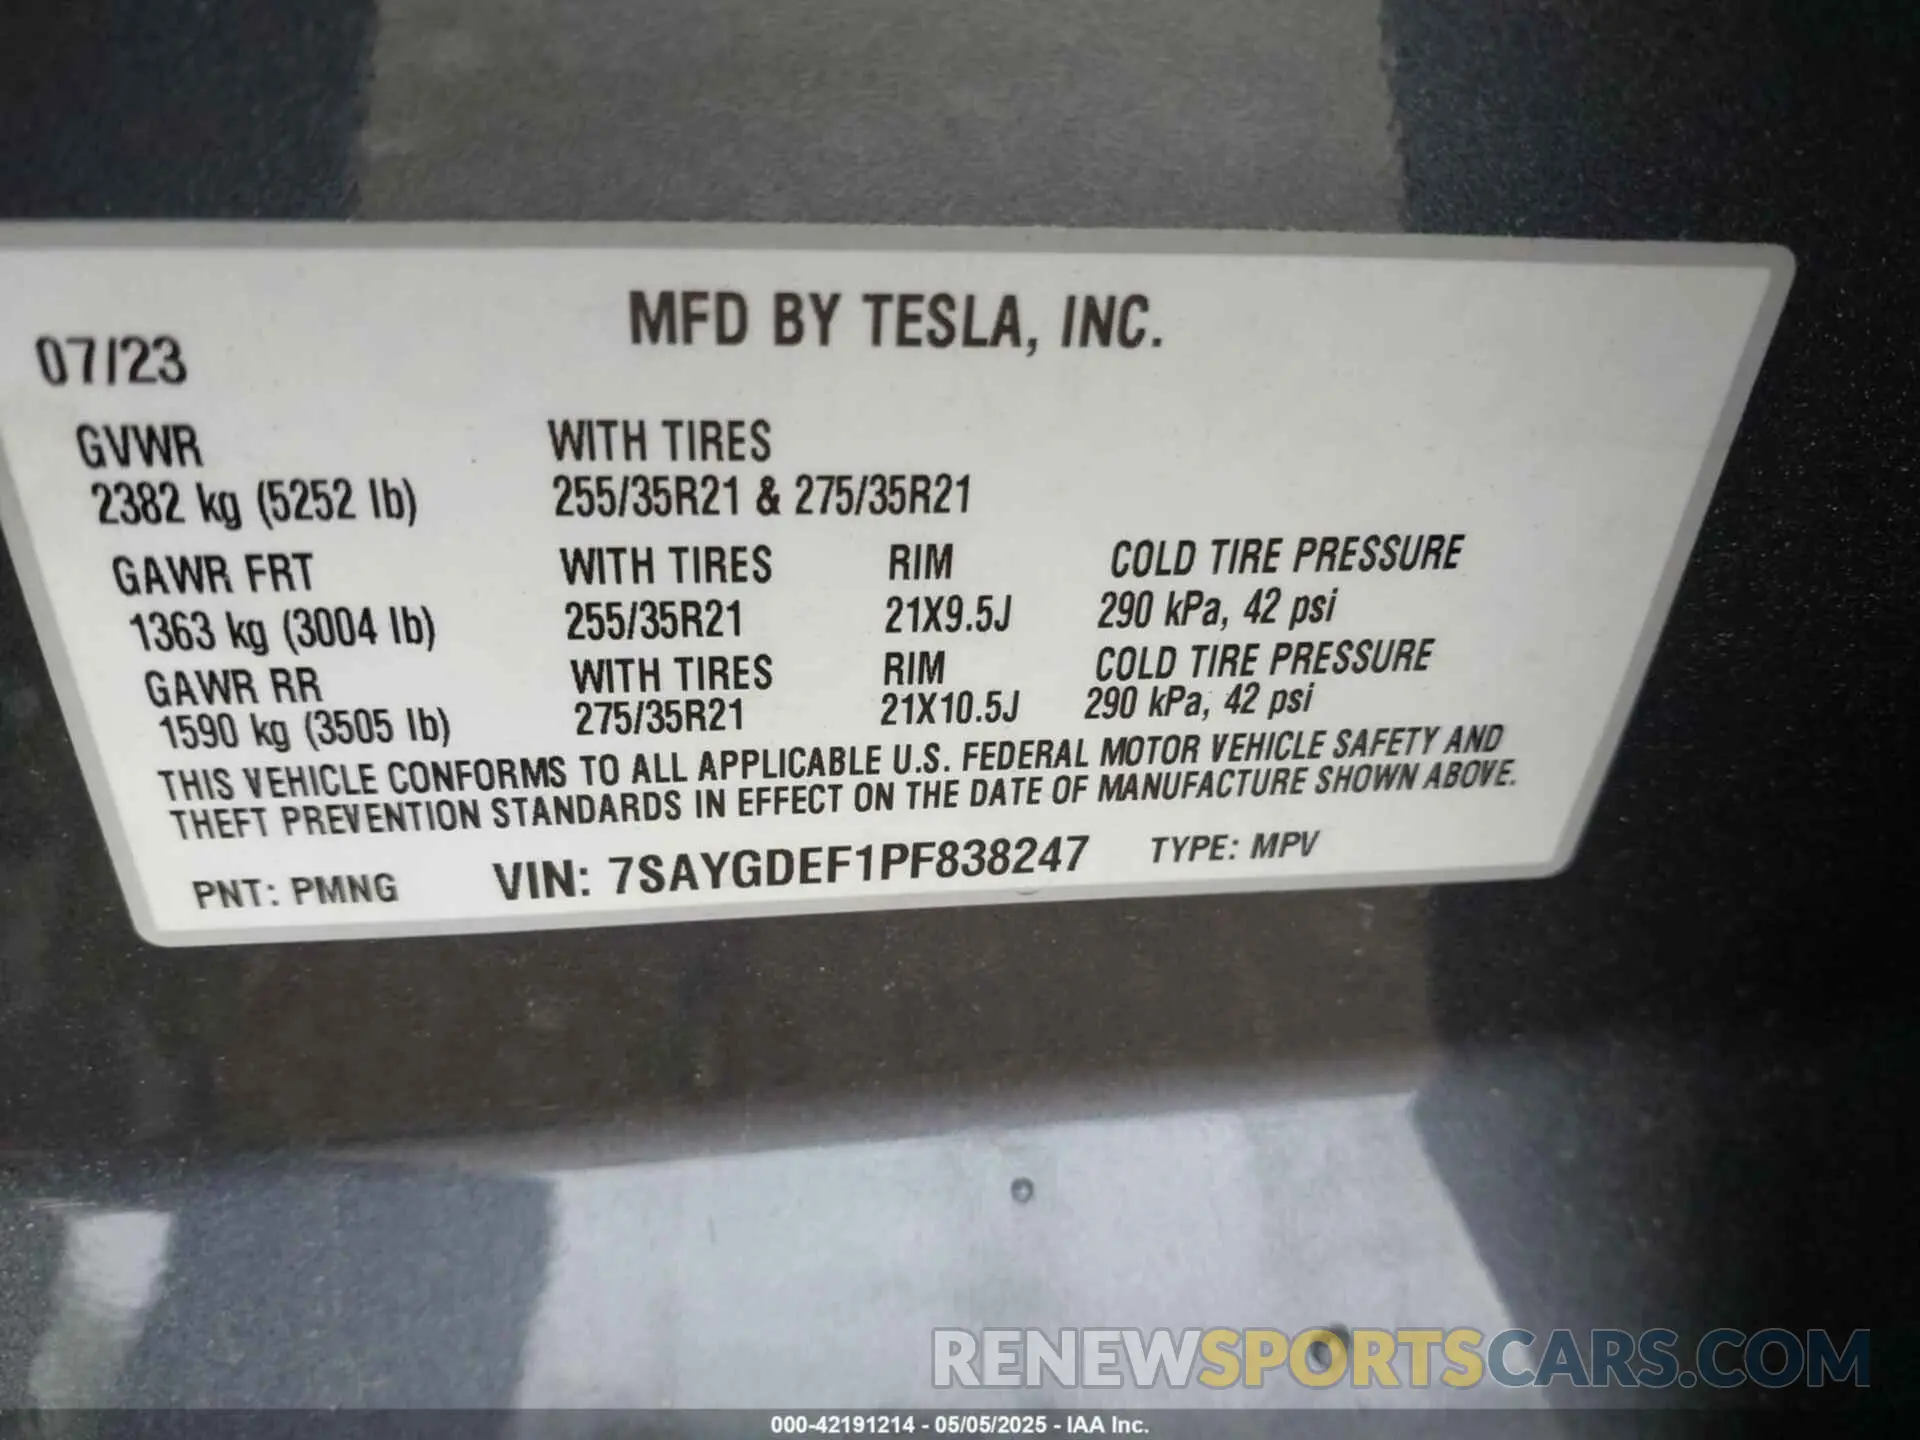 MFD BY TESLA, INC.
07/23
GVWR WITH TIRES
2382 kg (5252 lb) 255/35R21 & 275/35R21
GAWR FRT WITH TIRES RIM COLD TIRE PRESSURE
1363 kg (3004 lb) 255/35R21 21X9.5J 290 kPa, 42 psi
GAWR RR WITH TIRES RIM COLD TIRE PRESSURE
1590 kg (3505 lb) 275/35R21 21X10.5J 290 kPa, 42 psi
THIS VEHICLE CONFORMS TO ALL APPLICABLE U.S. FEDERAL MOTOR VEHICLE SAFETY AND
THEFT PREVENTION STANDARDS IN EFFECT ON THE DATE OF MANUFACTURE SHOWN ABOVE.
PNT: PMNG VIN: 7SAYGDEF1PF838247 TYPE: MPV
RENEWSPORTSCARS.COM
000-42191214 - 05/05/2025 - IAA Inc.